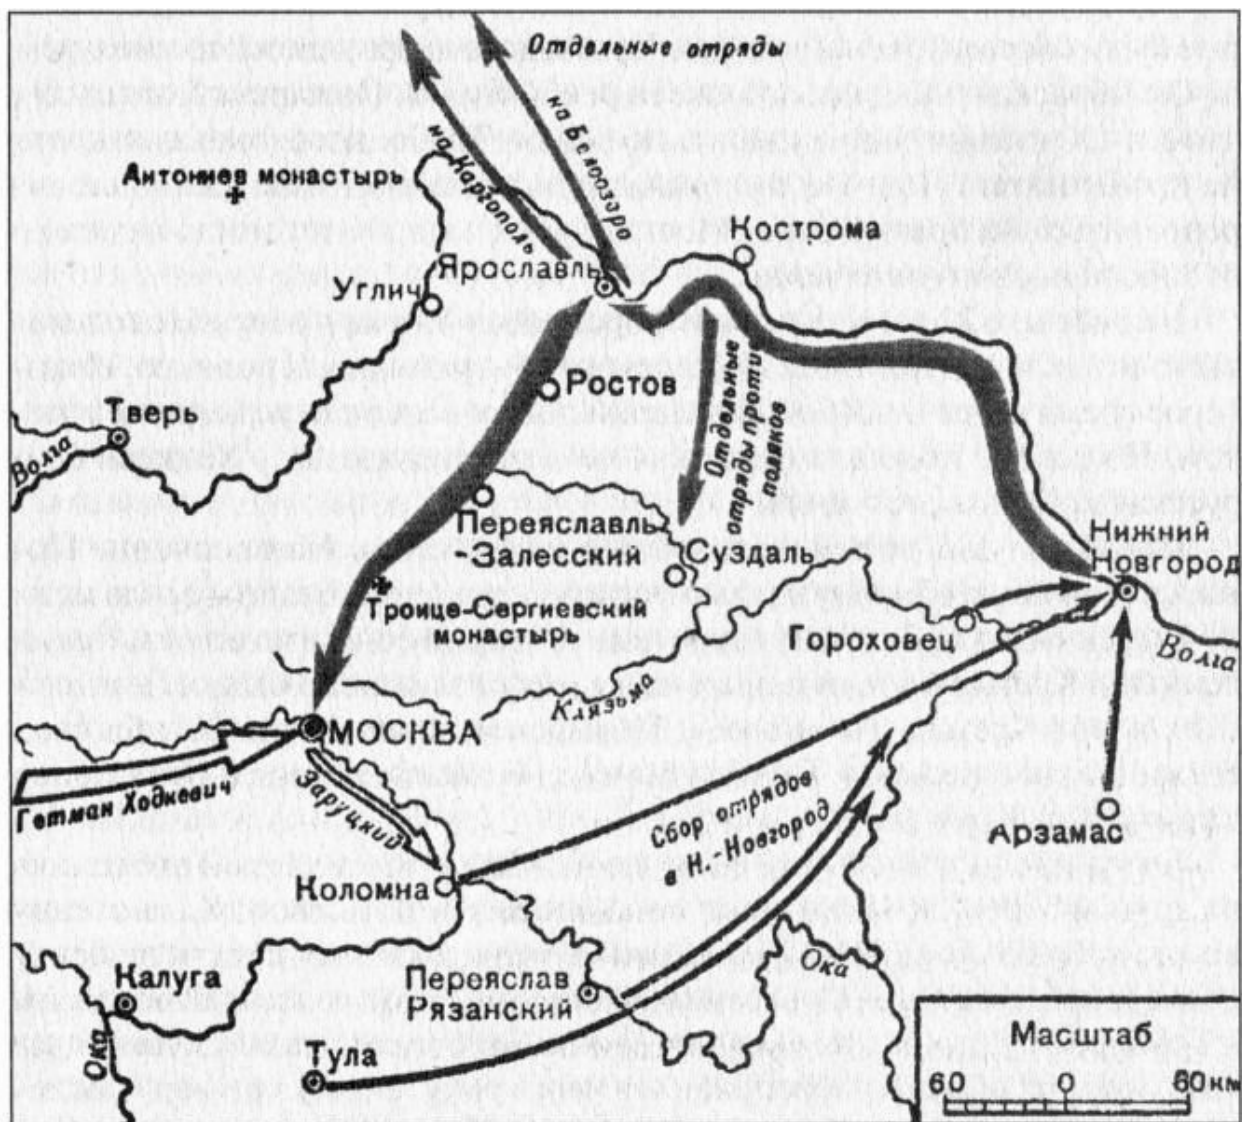 Отдельные отряды
на Белоозеро
на Каргополь
Антониев монастырь
Кострома
Ярославль
Углич
Отдельные
отряды против
поляков
Ростов
Тверь
Волга
Переяславль
-Залесский
Суздаль
Нижний
Новгород
Троице-Сергиевский
монастырь
Гороховец
Волга
Клязьма
МОСКВА
Гетман Ходкевич
Заруцкий
Сбор отрядов
в Н.-Новгород
Арзамас
Коломна
Калуга
Переяслав
Рязанский
Ока
Ока
Тула
Масштаб
60 0 60 км